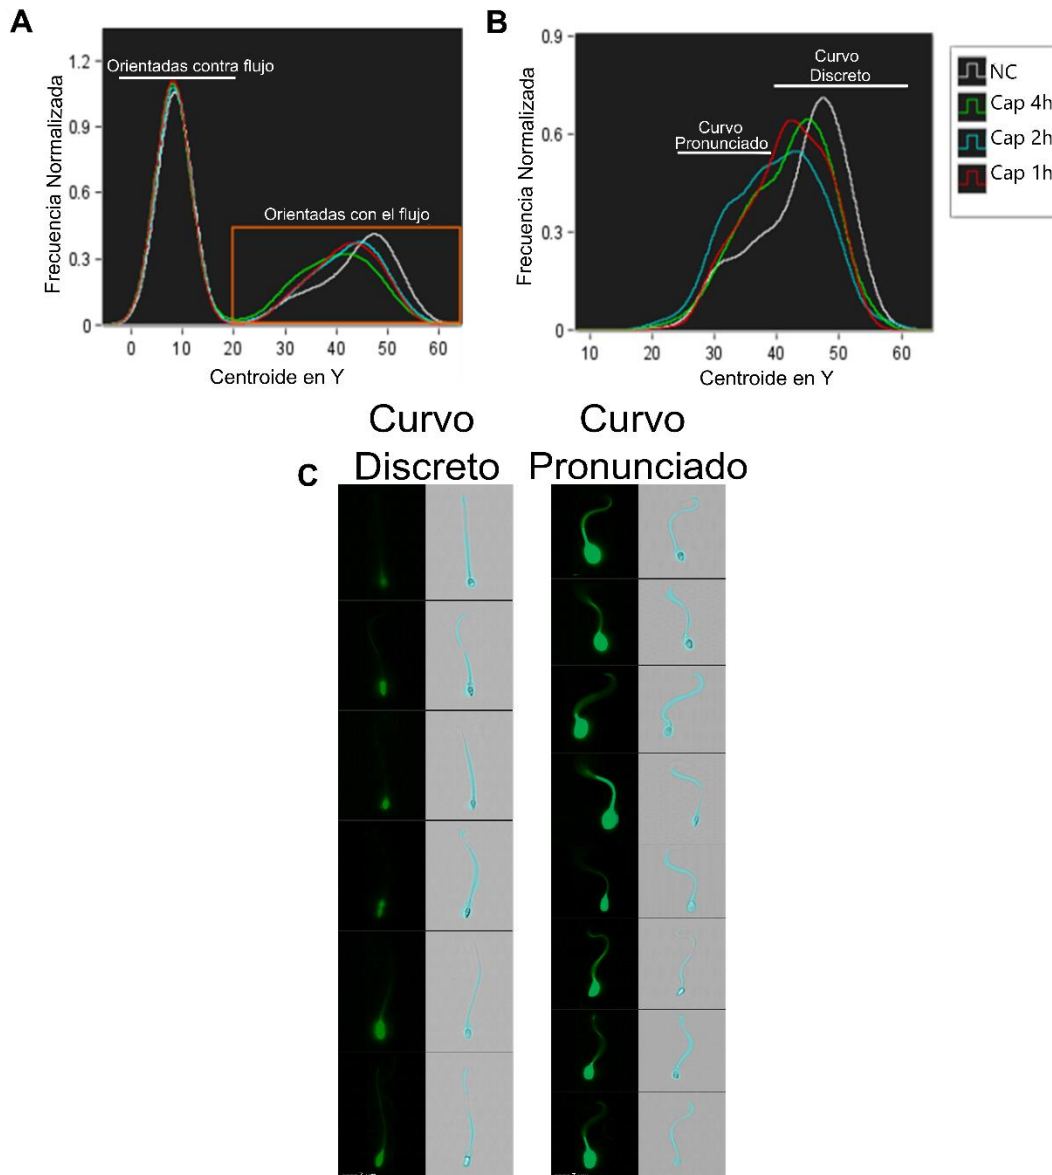 A
Frecuencia Normalizada
1.2
0.9
0.6
0.3
0
Orientadas contra flujo
Orientadas con el flujo
0 10 20 30 40 50 60
Centroide en Y
B
Frecuencia Normalizada
0.9
0.6
0.3
0
Curvo
Discreto
Curvo
Pronunciado
10 20 30 40 50 60
Centroide en Y
NC
Cap 4h
Cap 2h
Cap 1h
C
Curvo
Discreto
Curvo
Pronunciado